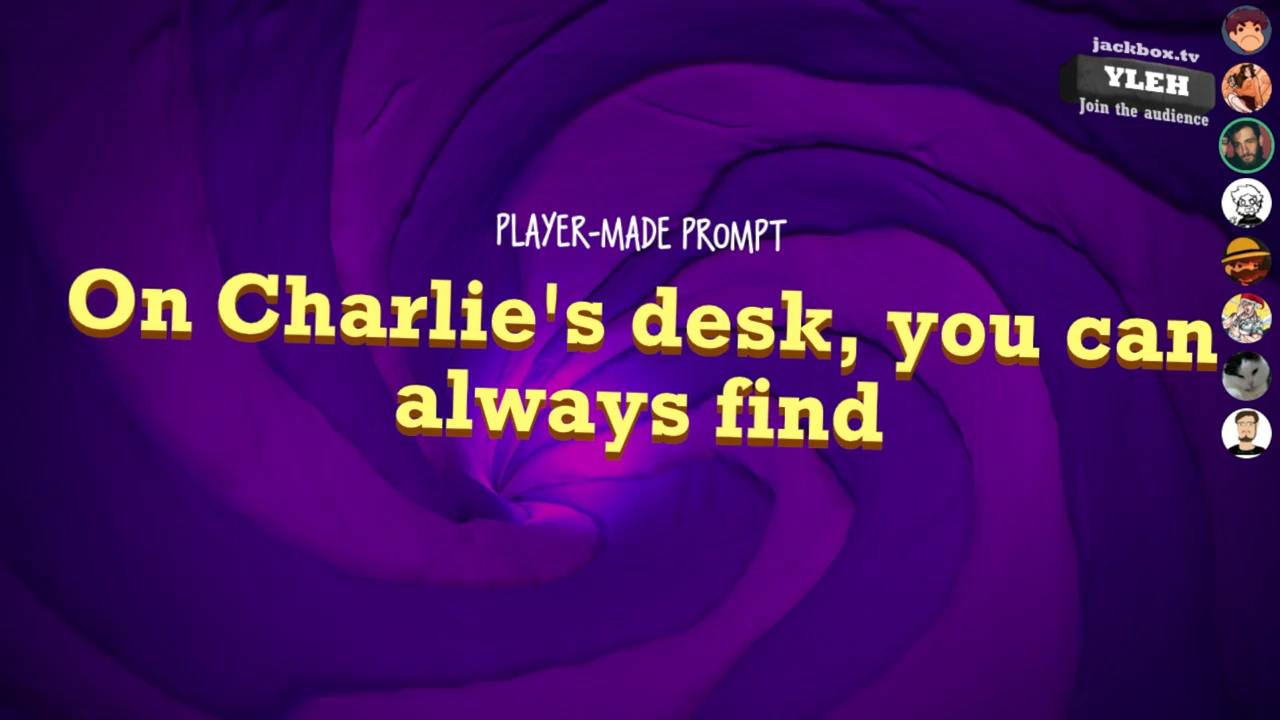 jackbox.tv
YLEH
Join the audience
PLAYER-MADE PROMPT
On Charlie's desk, you can
always find